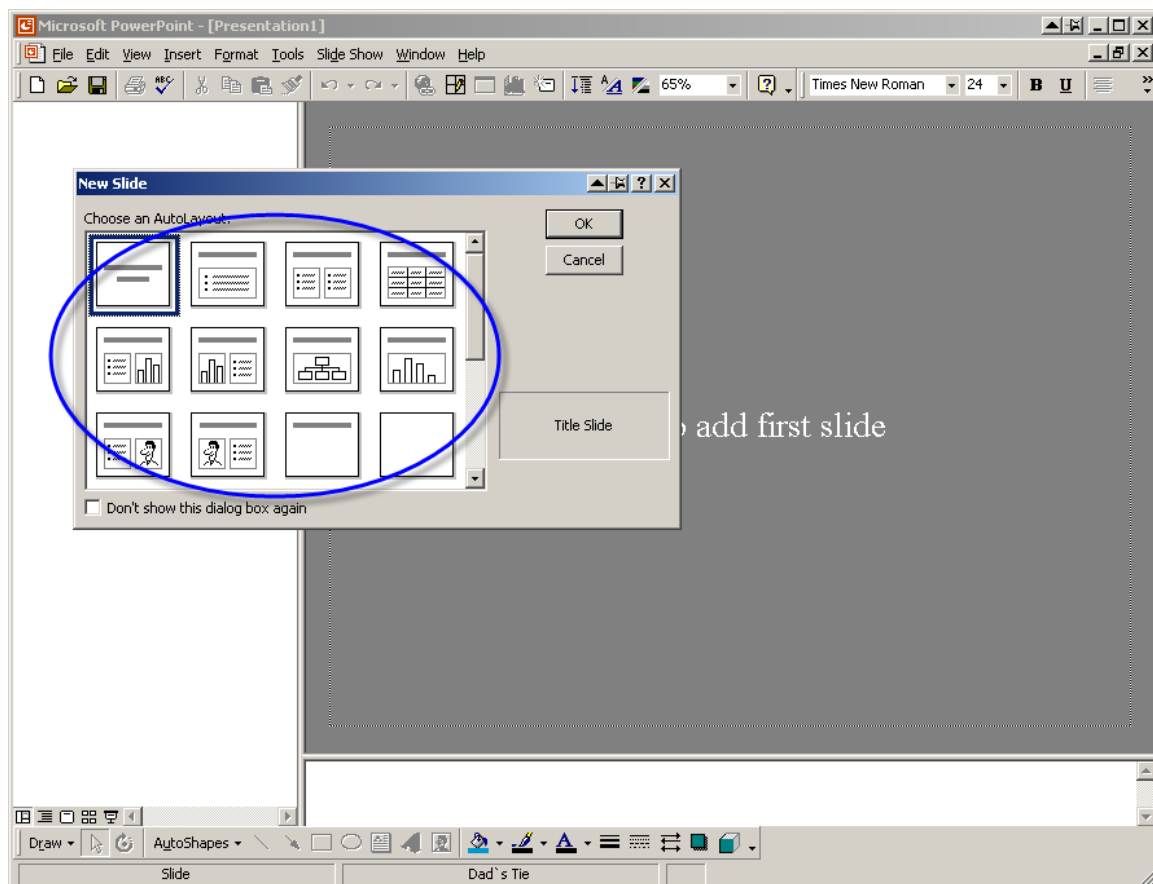 Microsoft PowerPoint - [Presentation1]
File Edit View Insert Format Tools Slide Show Window Help
ABC 65% Times New Roman 24 B U
New Slide
Choose an AutoLayout:
OK
Cancel
Title Slide
add first slide
Don't show this dialog box again
Draw AutoShapes A
Slide Dad`s Tie